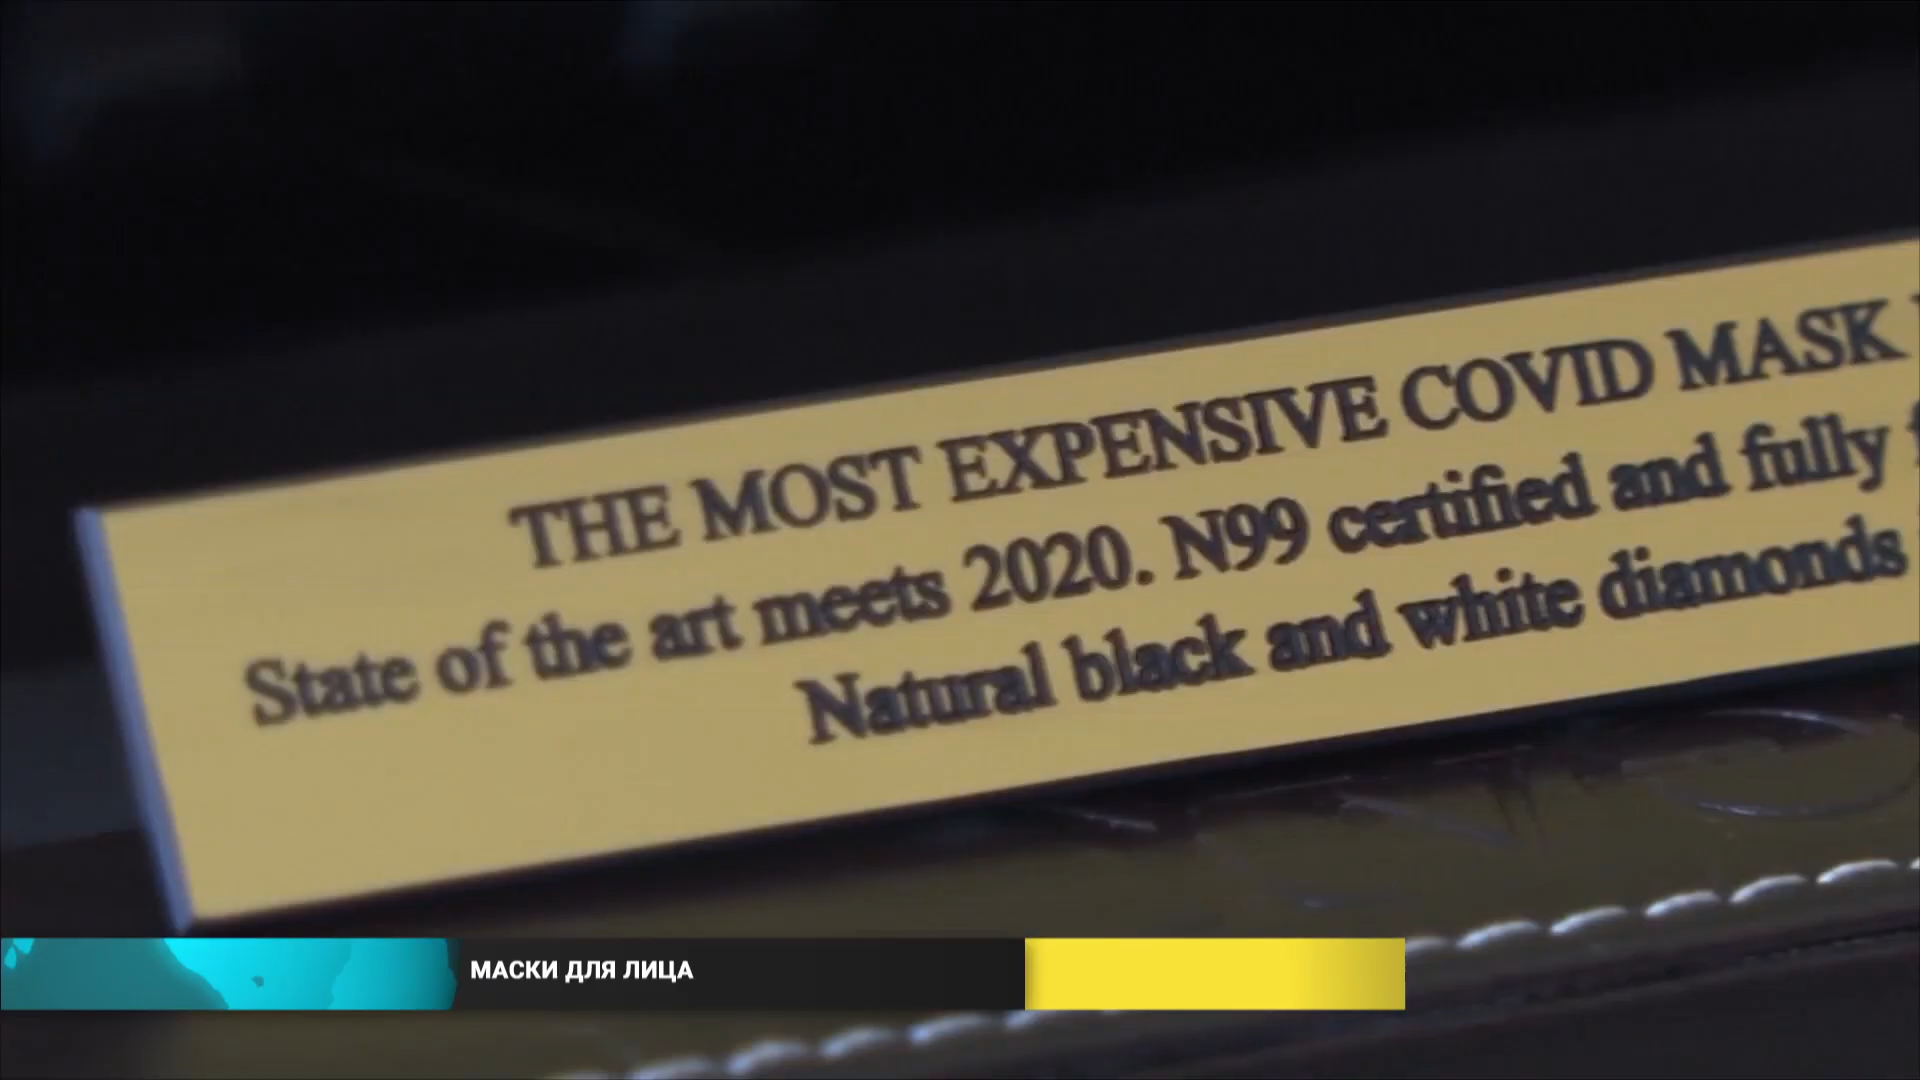 THE MOST EXPENSIVE COVID MASK
State of the art meets 2020. N99 certified and fully
Natural black and white diamonds
МАСКИ ДЛЯ ЛИЦА